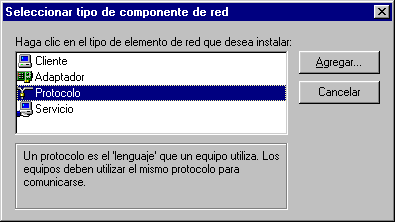 Seleccionar tipo de componente de red
Haga clic en el tipo de elemento de red que desea instalar:
Cliente
Adaptador
Protocolo
Servicio
Agregar...
Cancelar
Un protocolo es el 'lenguaje' que un equipo utiliza. Los
equipos deben utilizar el mismo protocolo para
comunicarse.